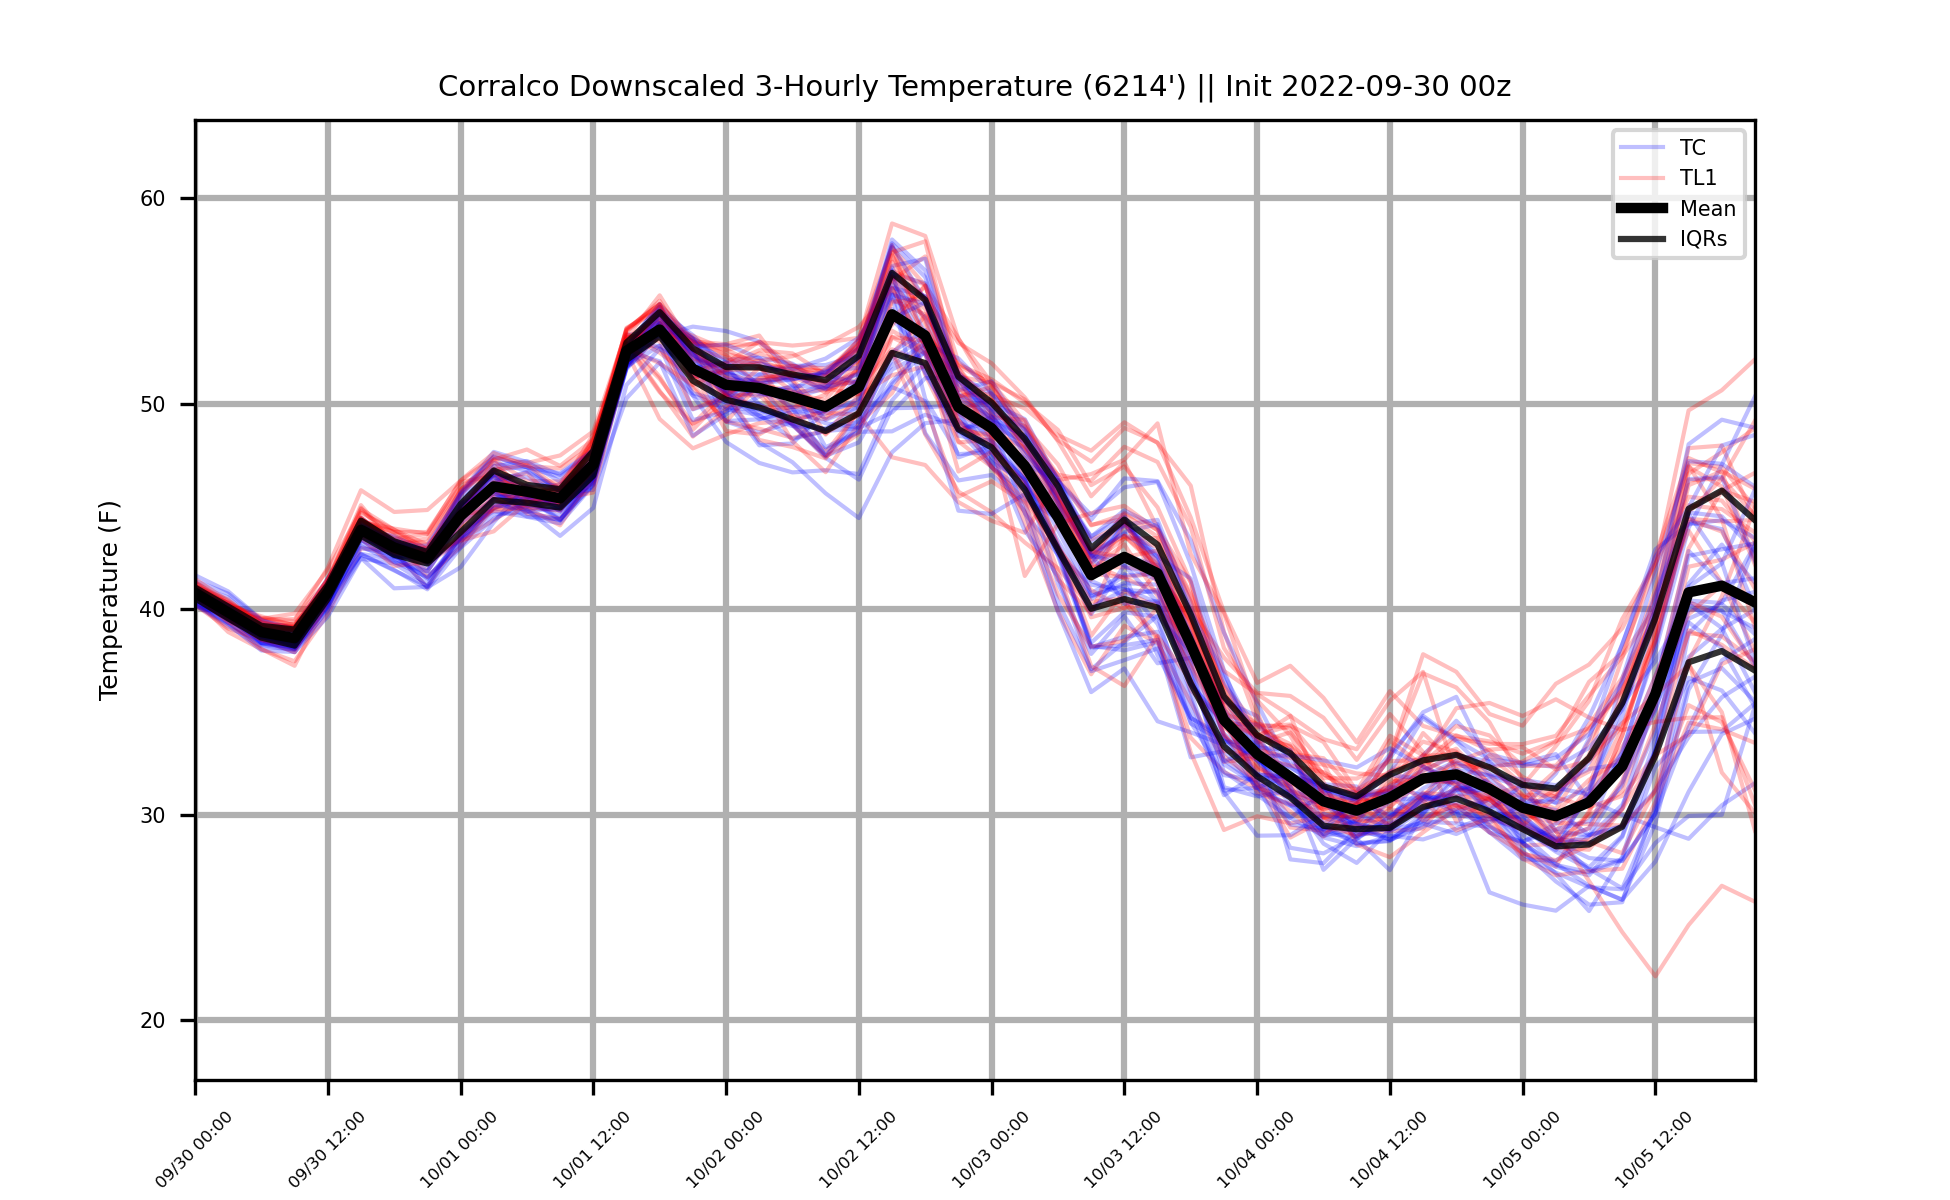 Corralco Downscaled 3-Hourly Temperature (6214') || Init 2022-09-30 00z
TC
TL1
Mean
IQRs
Temperature (F)
60
50
40
30
20
09/30 00:00
09/30 12:00
10/01 00:00
10/01 12:00
10/02 00:00
10/02 12:00
10/03 00:00
10/03 12:00
10/04 00:00
10/04 12:00
10/05 00:00
10/05 12:00